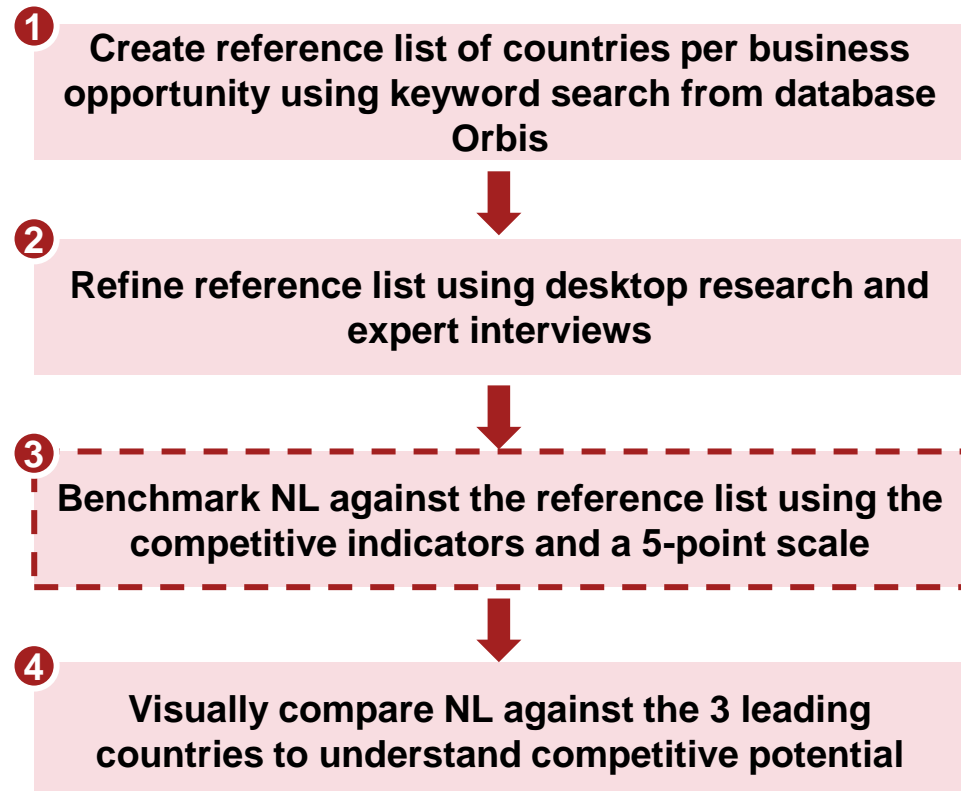 1
Create reference list of countries per business
opportunity using keyword search from database
Orbis
2
Refine reference list using desktop research and
expert interviews
3
Benchmark NL against the reference list using the
competitive indicators and a 5-point scale
4
Visually compare NL against the 3 leading
countries to understand competitive potential